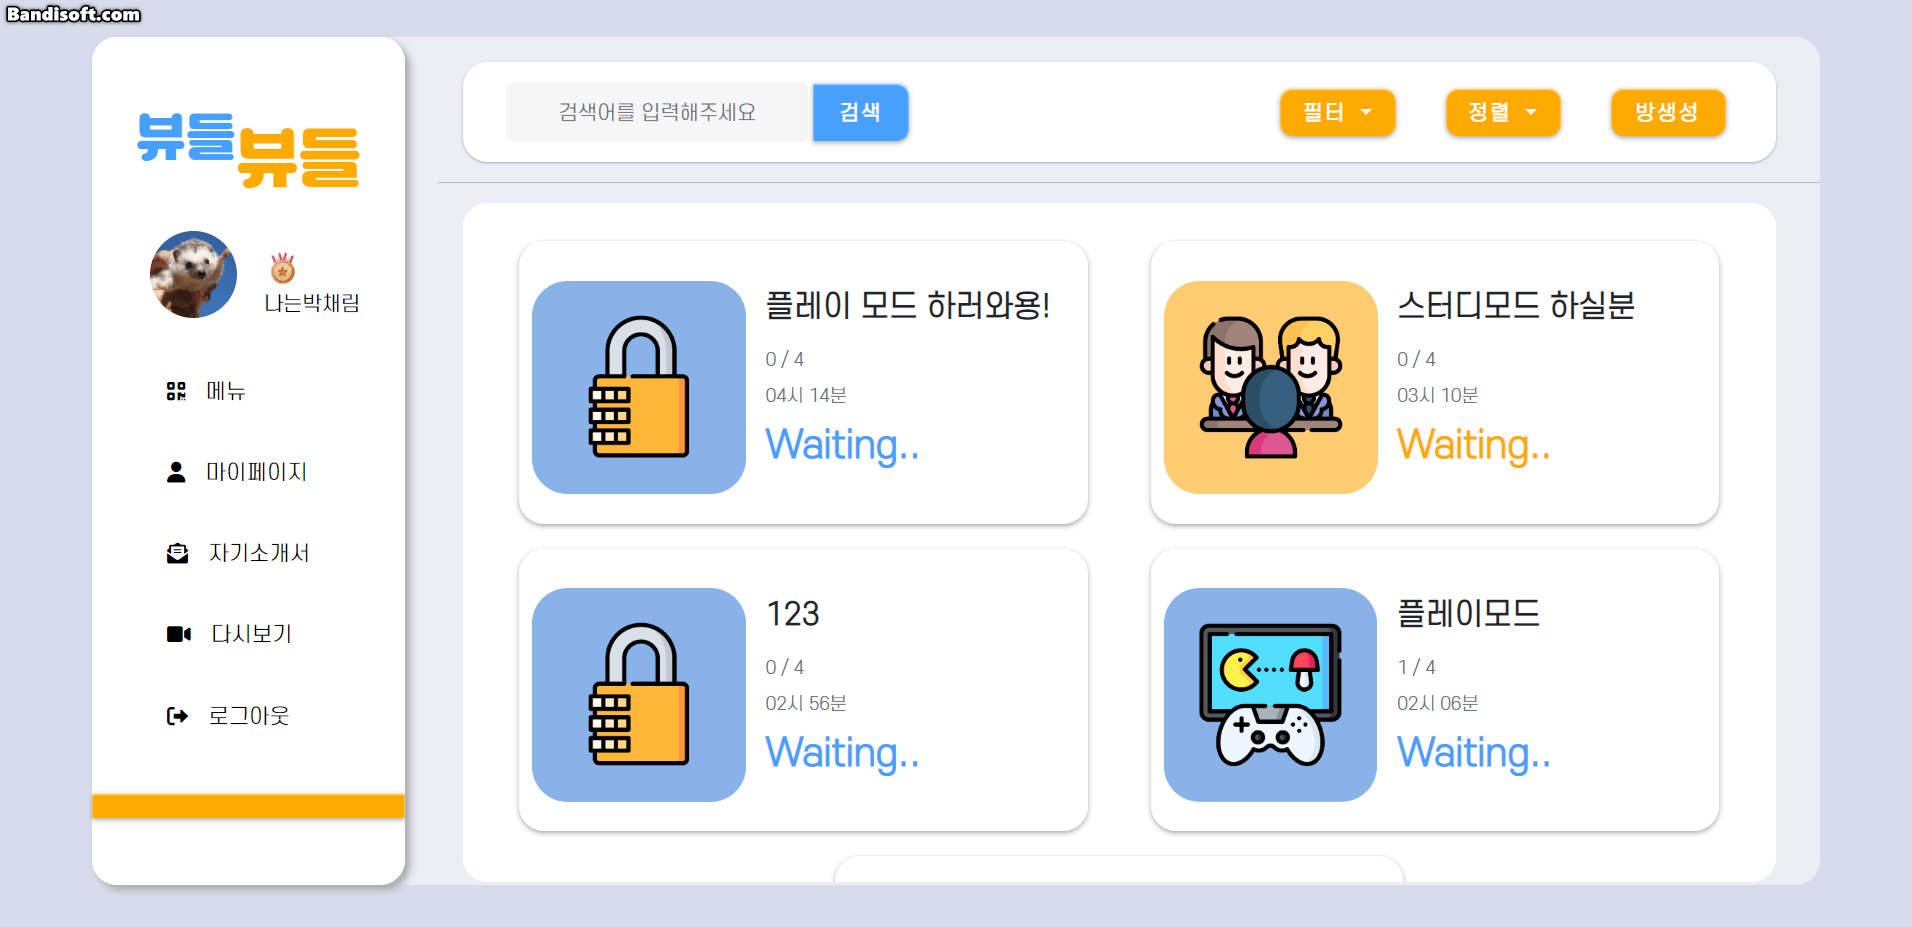 Bandisoft.com
뷰들
뷰들
나는박채림
메뉴
마이페이지
자기소개서
다시보기
로그아웃
검색어를 입력해주세요
검색
필터
정렬
방생성
플레이 모드 하러와용!
0 / 4
04시 14분
Waiting..
스터디모드 하실분
0 / 4
03시 10분
Waiting..
123
0 / 4
02시 56분
Waiting..
플레이모드
1 / 4
02시 06분
Waiting..